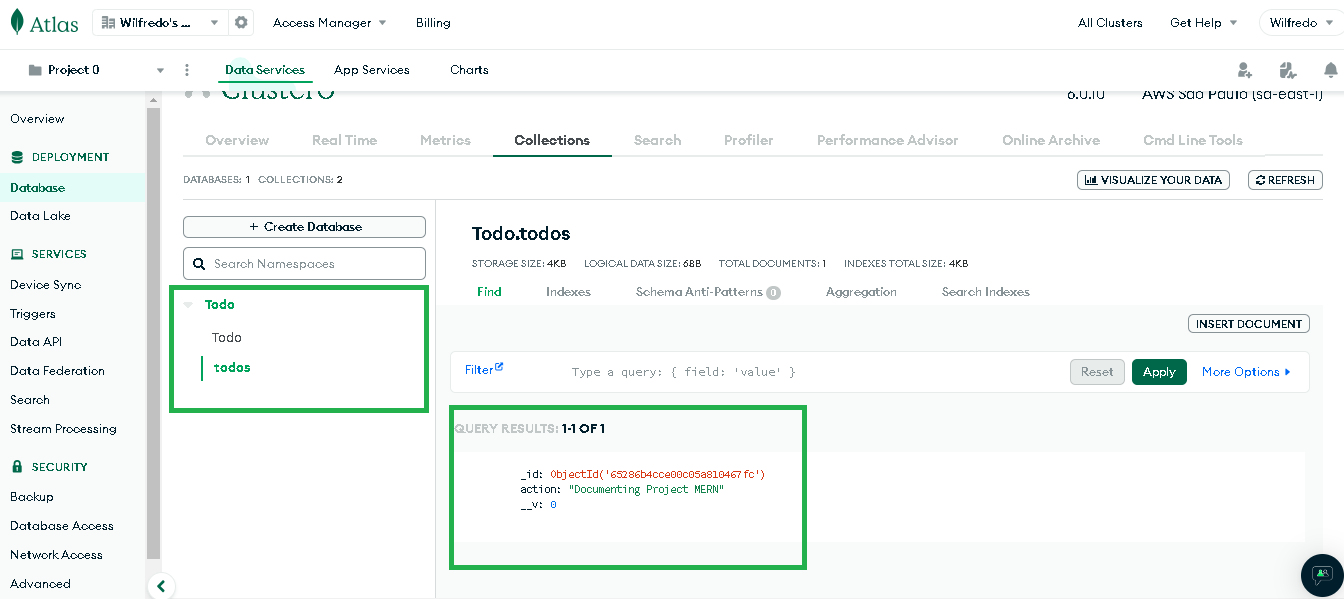 Atlas
Wilfredo's ...
Access Manager
Billing
All Clusters
Get Help
Wilfredo
Project 0
Data Services
App Services
Charts
Overview
DEPLOYMENT
Database
Data Lake
SERVICES
Device Sync
Triggers
Data API
Data Federation
Search
Stream Processing
SECURITY
Backup
Database Access
Network Access
Advanced
Cluster0
6.0.10
AWS Sao Paulo (sa-east-1)
Overview
Real Time
Metrics
Collections
Search
Profiler
Performance Advisor
Online Archive
Cmd Line Tools
DATABASES: 1 COLLECTIONS: 2
VISUALIZE YOUR DATA
REFRESH
+ Create Database
Search Namespaces
Todo
Todo
todos
Todo.todos
STORAGE SIZE: 4KB LOGICAL DATA SIZE: 68B TOTAL DOCUMENTS: 1 INDEXES TOTAL SIZE: 4KB
Find
Indexes
Schema Anti-Patterns 0
Aggregation
Search Indexes
INSERT DOCUMENT
Filter
Type a query: { field: 'value' }
Reset
Apply
More Options
QUERY RESULTS: 1-1 OF 1
_id: ObjectId('65286b4cce00c05a810467fc')
action: "Documenting Project MERN"
__v: 0